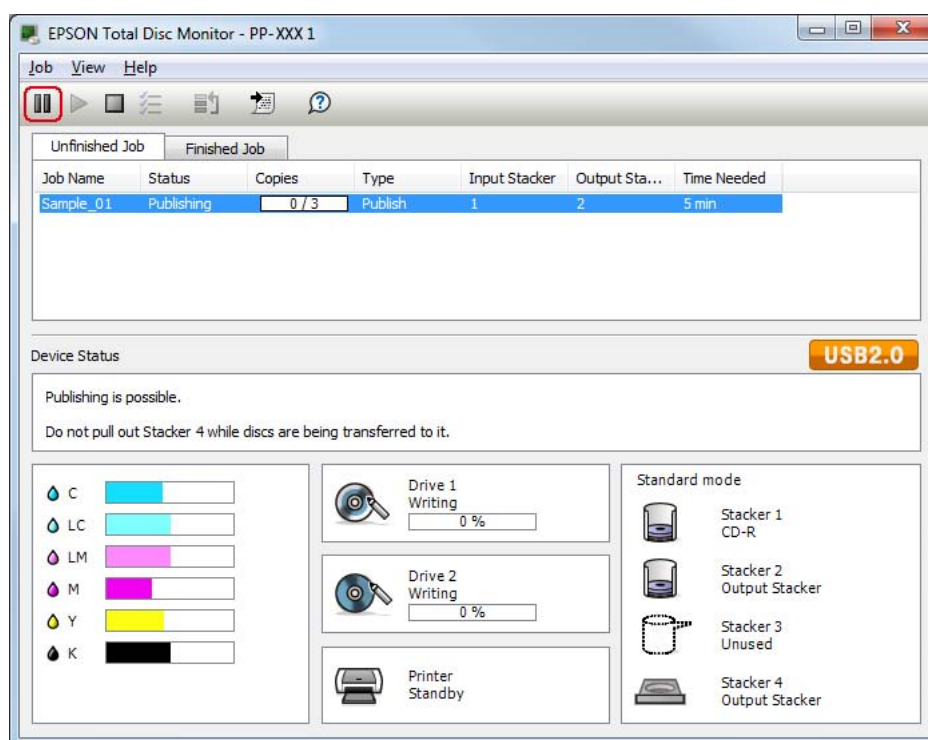 EPSON Total Disc Monitor - PP-XXX 1
Job View Help
Unfinished Job Finished Job
Job Name Status Copies Type Input Stacker Output Sta... Time Needed
Sample_01 Publishing 0 / 3 Publish 1 2 5 min
Device Status
USB2.0
Publishing is possible.
Do not pull out Stacker 4 while discs are being transferred to it.
C
LC
LM
M
Y
K
Drive 1
Writing
0 %
Drive 2
Writing
0 %
Printer
Standby
Standard mode
Stacker 1
CD-R
Stacker 2
Output Stacker
Stacker 3
Unused
Stacker 4
Output Stacker